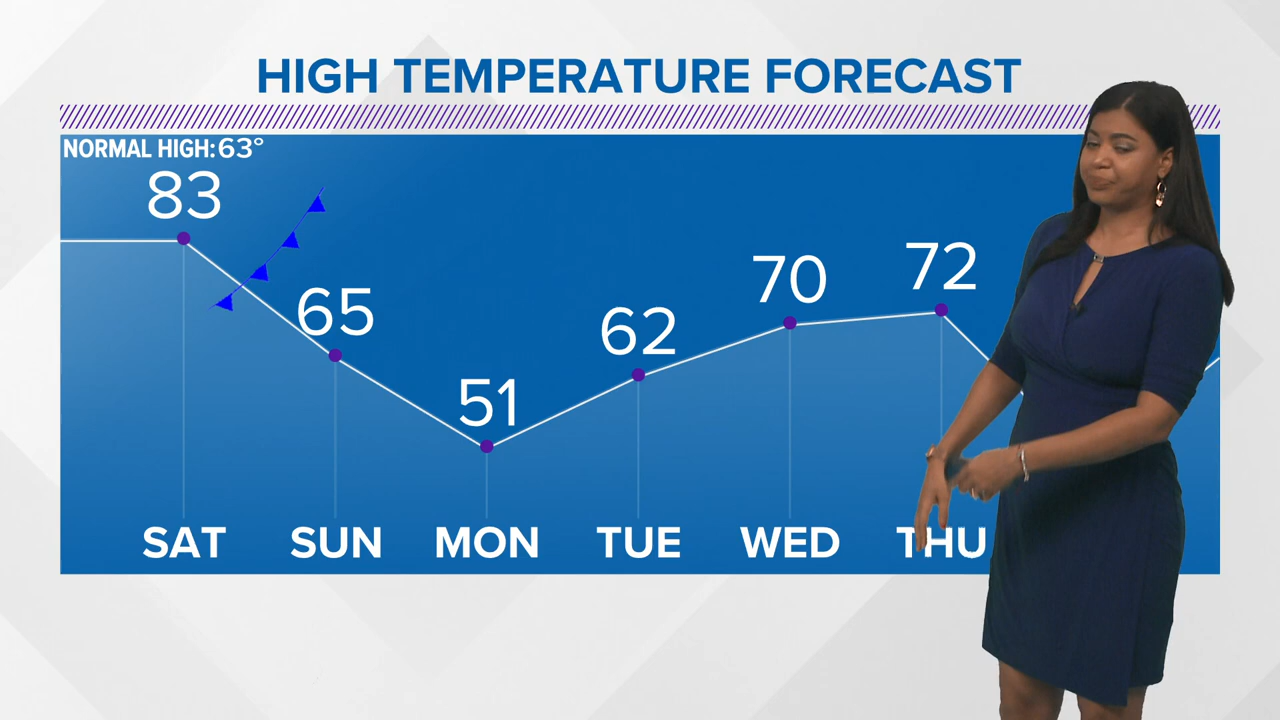 HIGH TEMPERATURE FORECAST
NORMAL HIGH: 63°
83
65
51
62
70
72
SAT SUN MON TUE WED THU